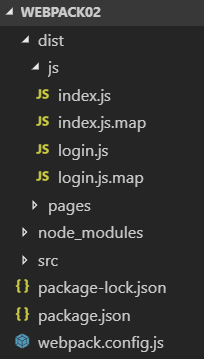 WEBPACK02
dist
js
JS index.js
JS index.js.map
JS login.js
JS login.js.map
pages
node_modules
src
{} package-lock.json
{} package.json
webpack.config.js